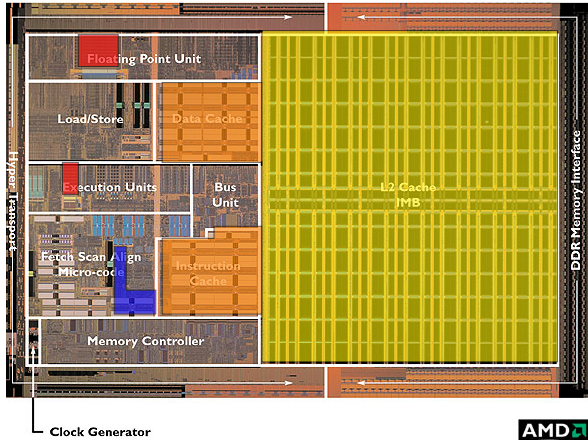 Floating Point Unit
Load/Store
Data Cache
Hyper Transport
Execution Units
Bus
Unit
L2 Cache
1MB
DDR Memory Interface
Fetch Scan Align
Micro-code
Instruction
Cache
Memory Controller
Clock Generator
AMD